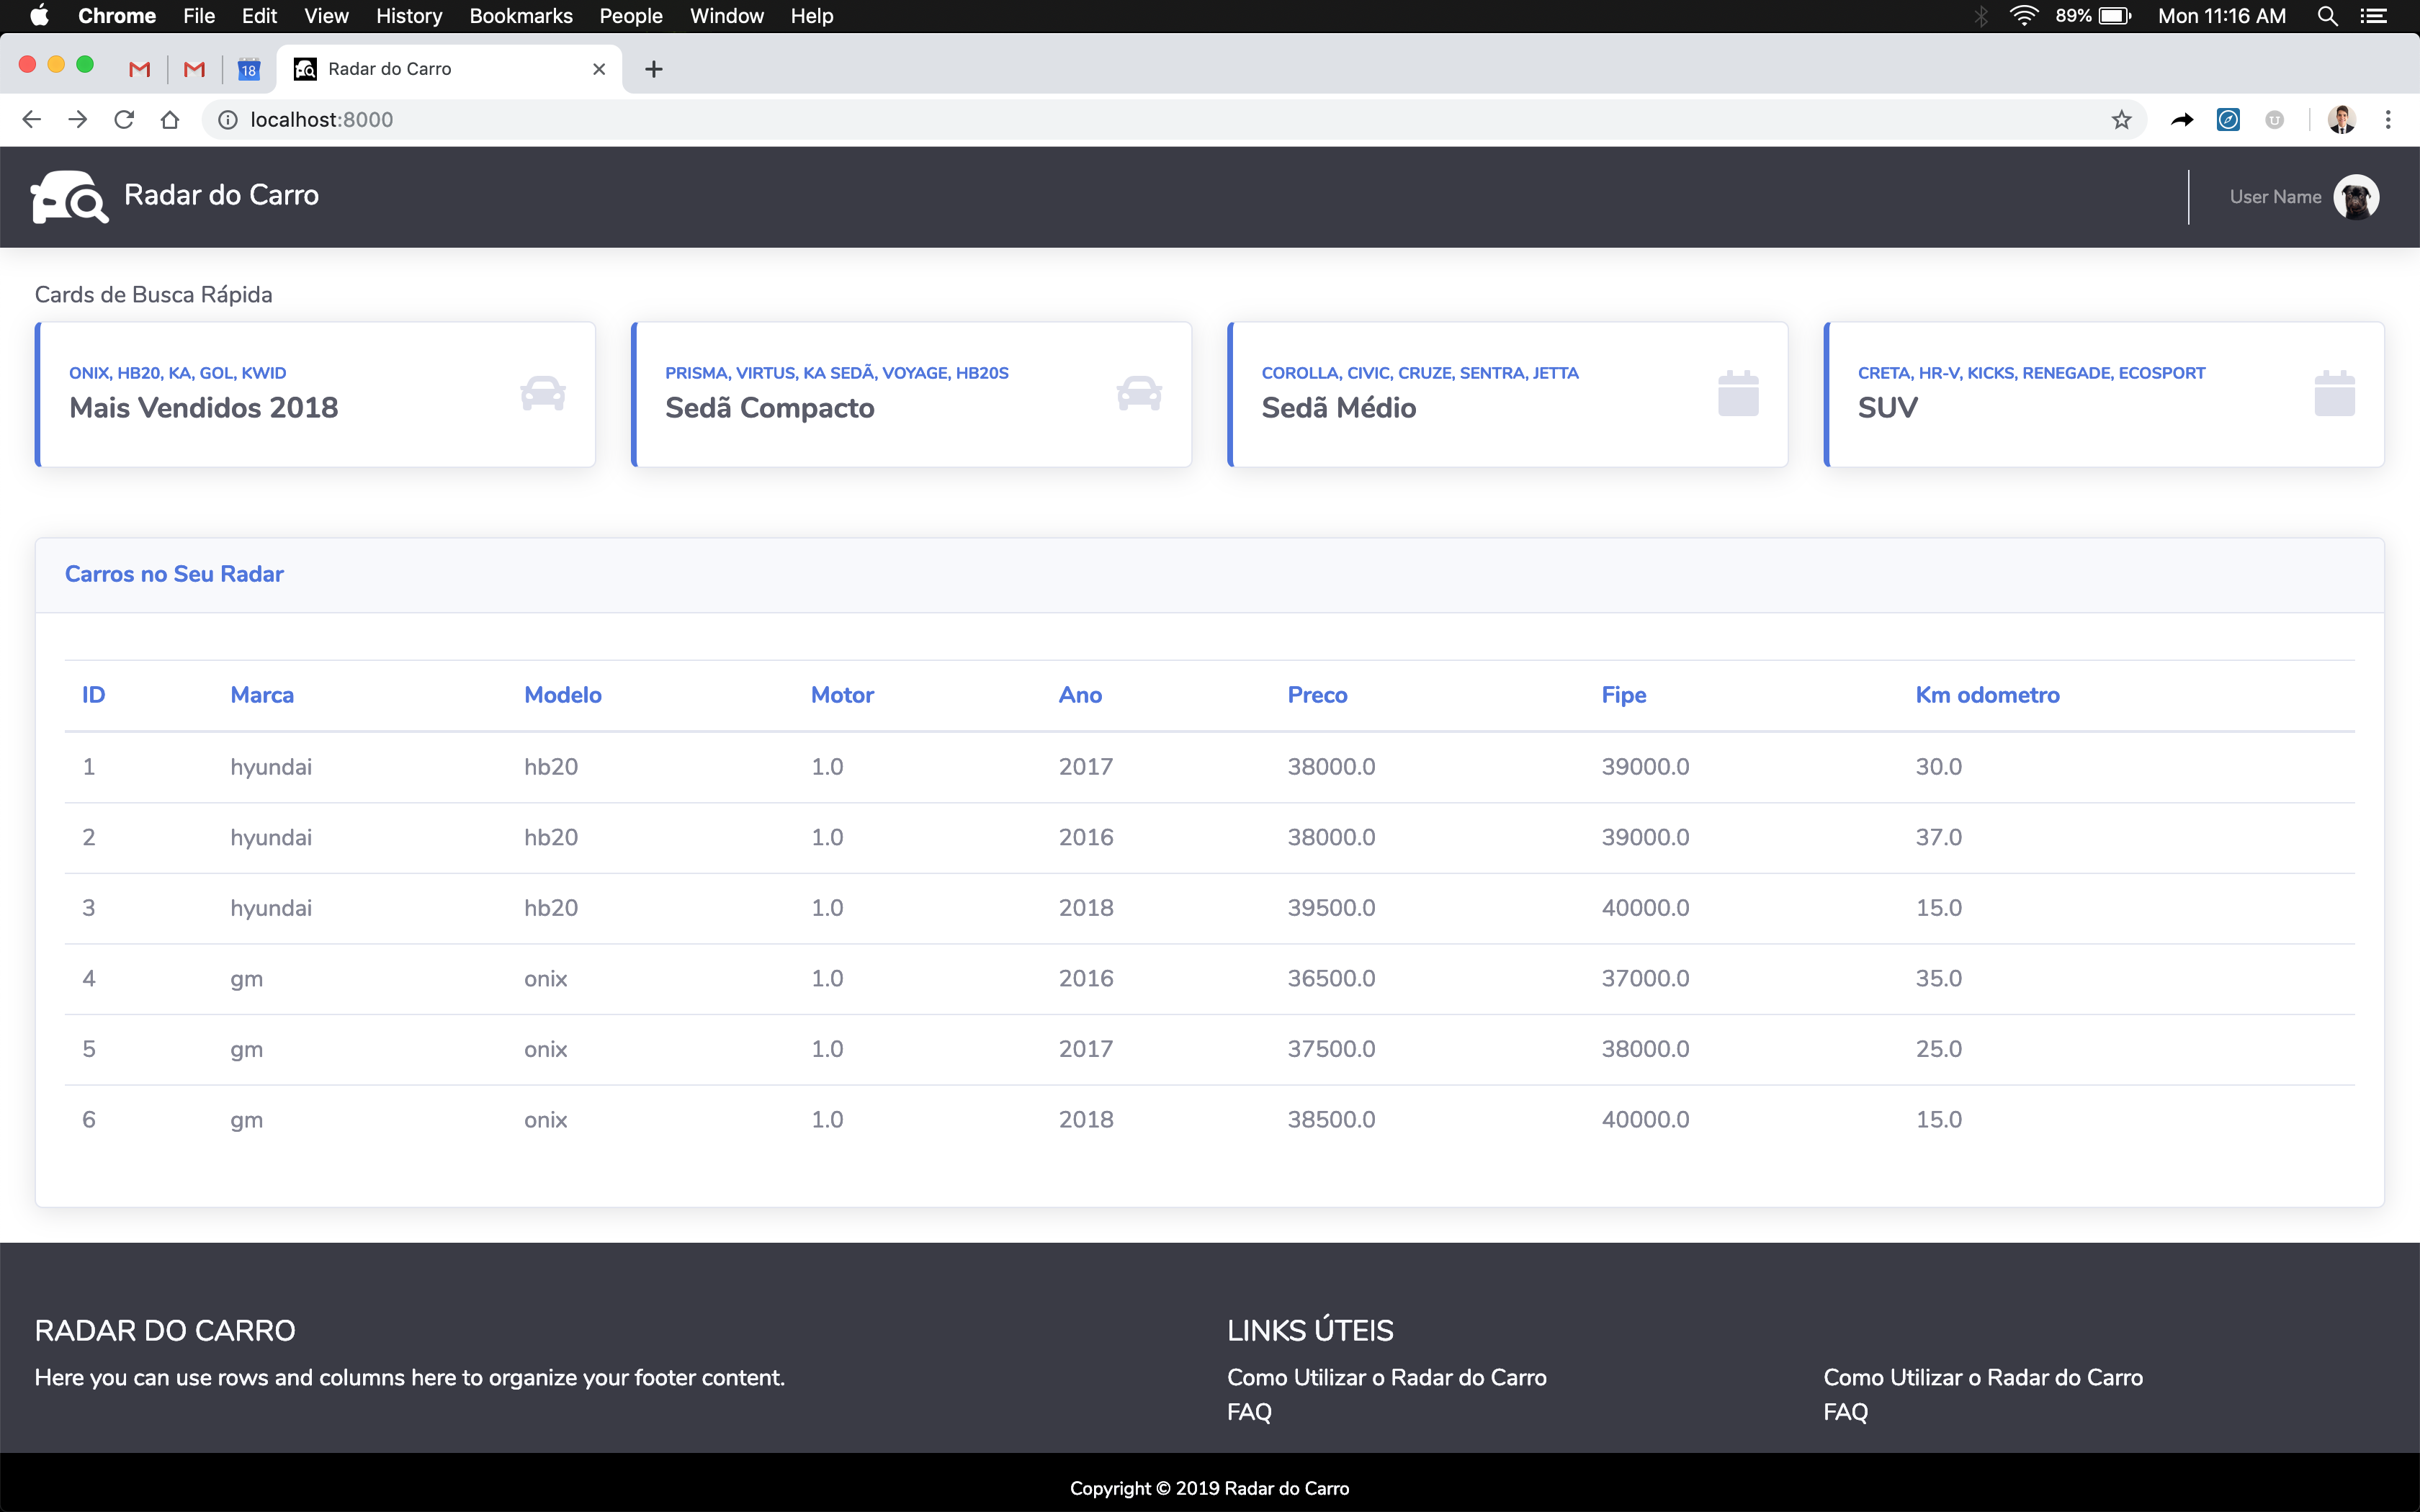 Chrome File Edit View History Bookmarks People Window Help 89% Mon 11:16 AM
18 Radar do Carro
localhost:8000 U
Radar do Carro User Name
Cards de Busca Rápida
ONIX, HB20, KA, GOL, KWID
Mais Vendidos 2018
PRISMA, VIRTUS, KA SEDÃ, VOYAGE, HB20S
Sedã Compacto
COROLLA, CIVIC, CRUZE, SENTRA, JETTA
Sedã Médio
CRETA, HR-V, KICKS, RENEGADE, ECOSPORT
SUV
Carros no Seu Radar
ID Marca Modelo Motor Ano Preco Fipe Km odometro
1 hyundai hb20 1.0 2017 38000.0 39000.0 30.0
2 hyundai hb20 1.0 2016 38000.0 39000.0 37.0
3 hyundai hb20 1.0 2018 39500.0 40000.0 15.0
4 gm onix 1.0 2016 36500.0 37000.0 35.0
5 gm onix 1.0 2017 37500.0 38000.0 25.0
6 gm onix 1.0 2018 38500.0 40000.0 15.0
RADAR DO CARRO
Here you can use rows and columns here to organize your footer content.
LINKS ÚTEIS
Como Utilizar o Radar do Carro
FAQ
Como Utilizar o Radar do Carro
FAQ
Copyright © 2019 Radar do Carro